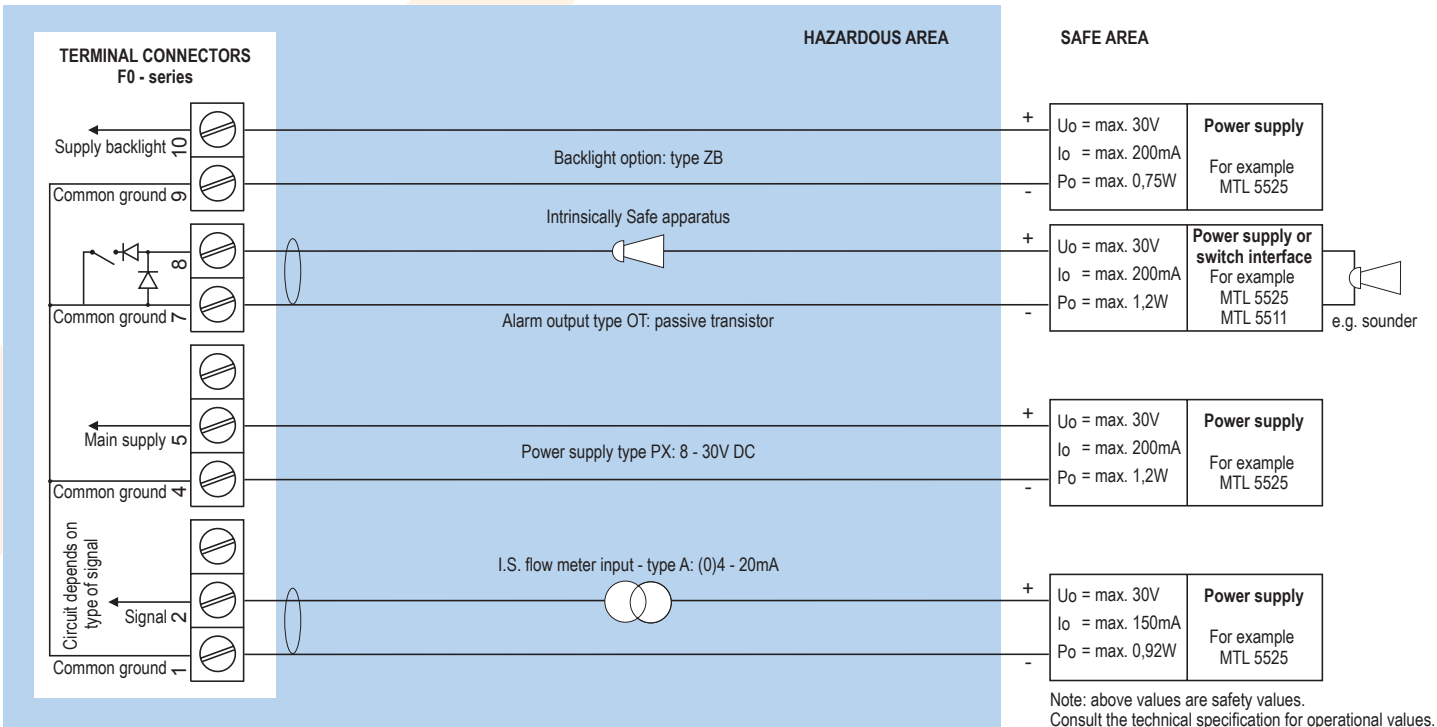 HAZARDOUS AREA
SAFE AREA
TERMINAL CONNECTORS
F0 - series
Supply backlight 10
Common ground 9
Backlight option: type ZB
+
-
Uo = max. 30V
Io = max. 200mA
Po = max. 0,75W
Power supply
For example
MTL 5525
8
Common ground 7
Intrinsically Safe apparatus
Alarm output type OT: passive transistor
+
-
Uo = max. 30V
Io = max. 200mA
Po = max. 1,2W
Power supply or
switch interface
For example
MTL 5525
MTL 5511
e.g. sounder
Main supply 5
Common ground 4
Power supply type PX: 8 - 30V DC
+
-
Uo = max. 30V
Io = max. 200mA
Po = max. 1,2W
Power supply
For example
MTL 5525
Circuit depends on
type of signal
Signal 2
Common ground 1
I.S. flow meter input - type A: (0)4 - 20mA
+
-
Uo = max. 30V
Io = max. 150mA
Po = max. 0,92W
Power supply
For example
MTL 5525
Note: above values are safety values.
Consult the technical specification for operational values.